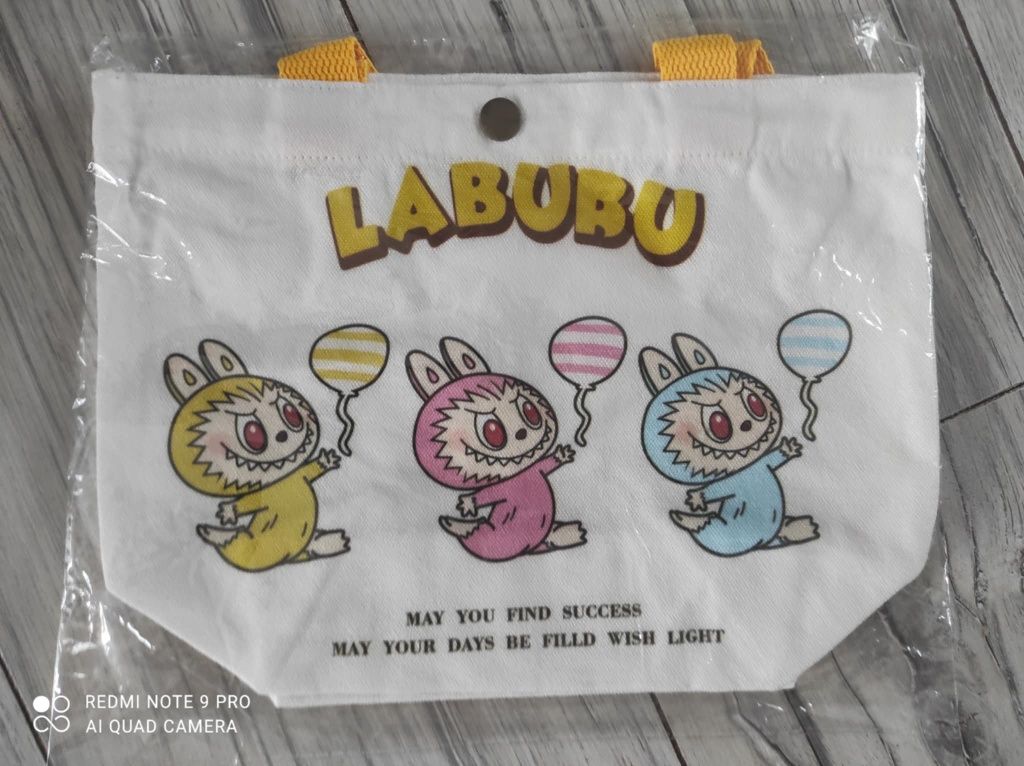 LABUBU
MAY YOU FIND SUCCESS
MAY YOUR DAYS BE FILLD WISH LIGHT
REDMI NOTE 9 PRO
AI QUAD CAMERA